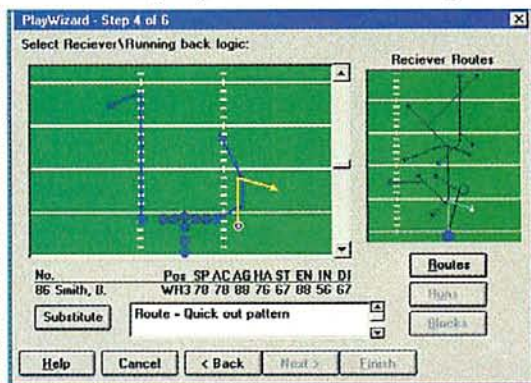 PlayWizard - Step 4 of 6
Select Reciever\Running back logic:
Reciever Routes
No. Pos SP AC AG HA ST EN IN DI
86 Smith, B. WR3 78 78 88 76 67 88 56 67
Substitute
Route - Quick out pattern
Routes
Runs
Blocks
Help
Cancel
< Back
Next >
Finish